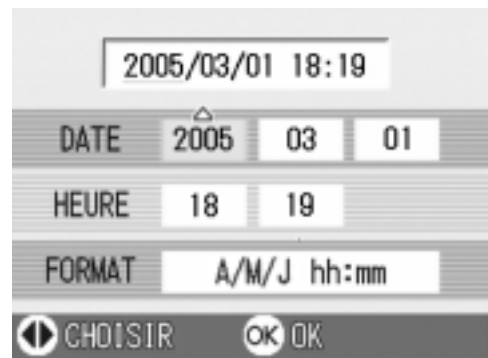 2005/03/01 18:19
DATE 2005 03 01
HEURE 18 19
FORMAT A/M/J hh:mm
CHOISIR OK OK